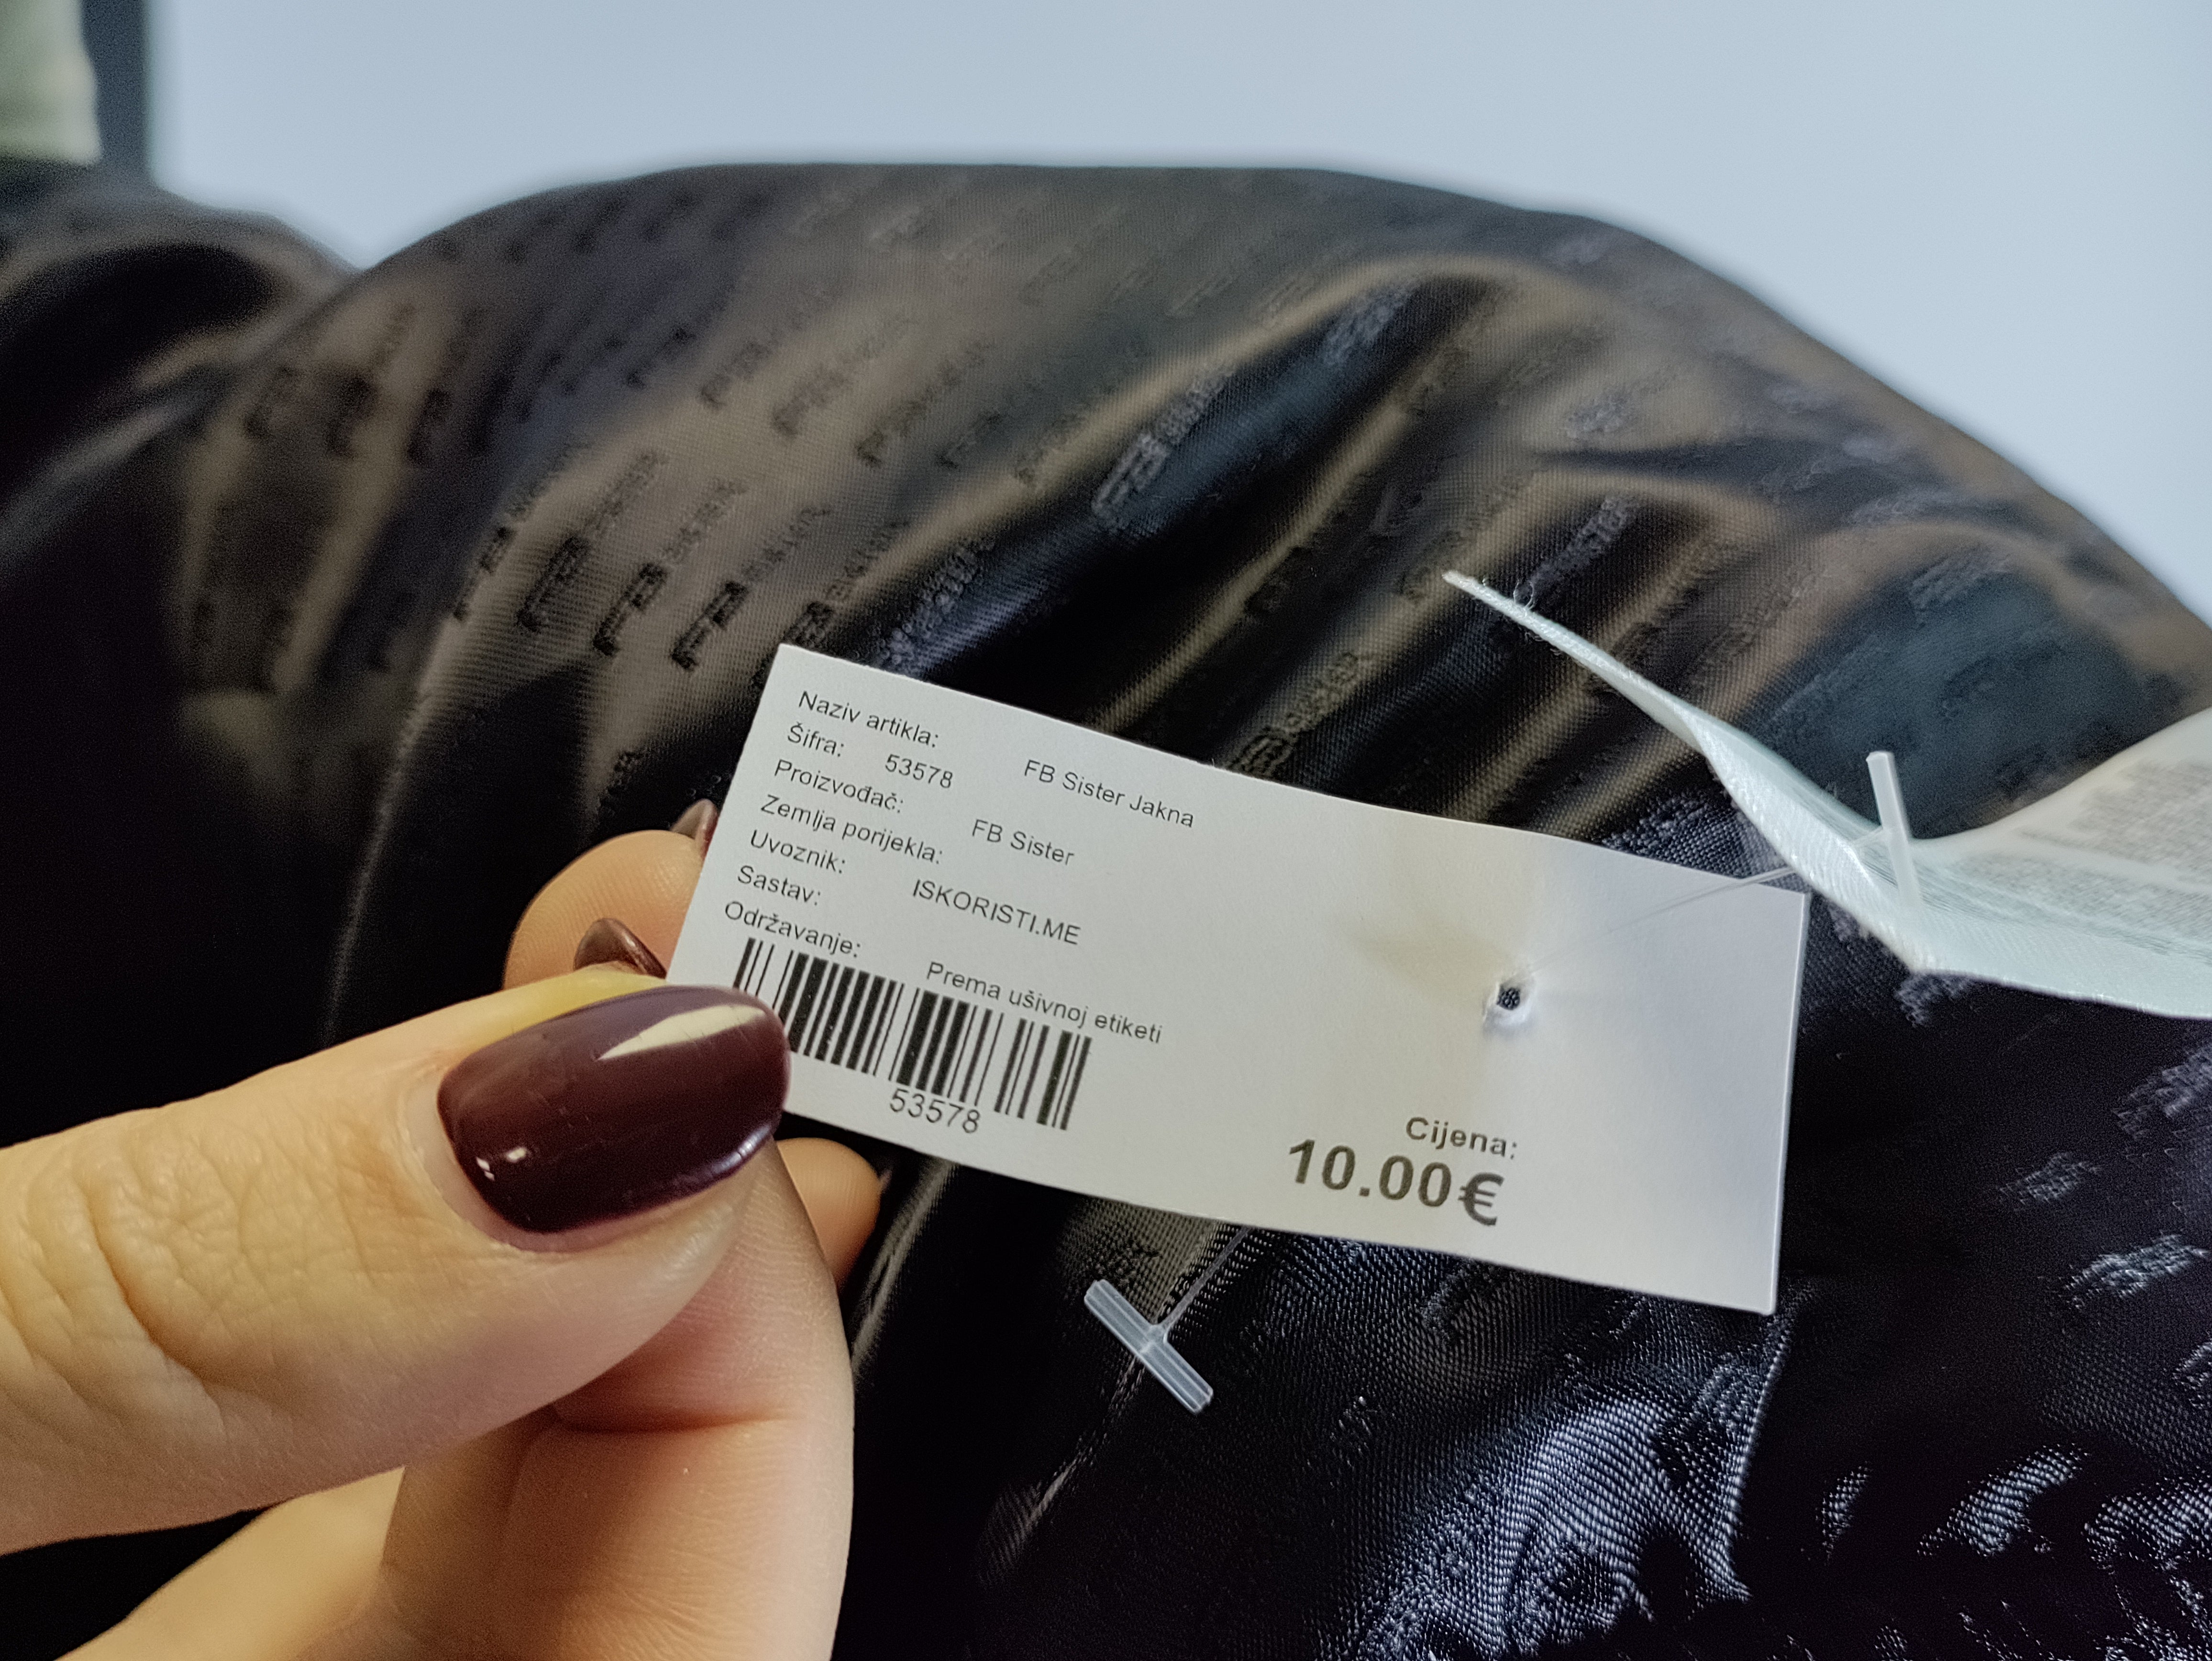 Naziv artikla: FB Sister Jakna
Šifra: 53578
Proizvođač: FB Sister
Zemlja porijekla:
Uvoznik: ISKORISTI.ME
Sastav:
Održavanje: Prema ušivnoj etiketi
53578
Cijena:
10.00€